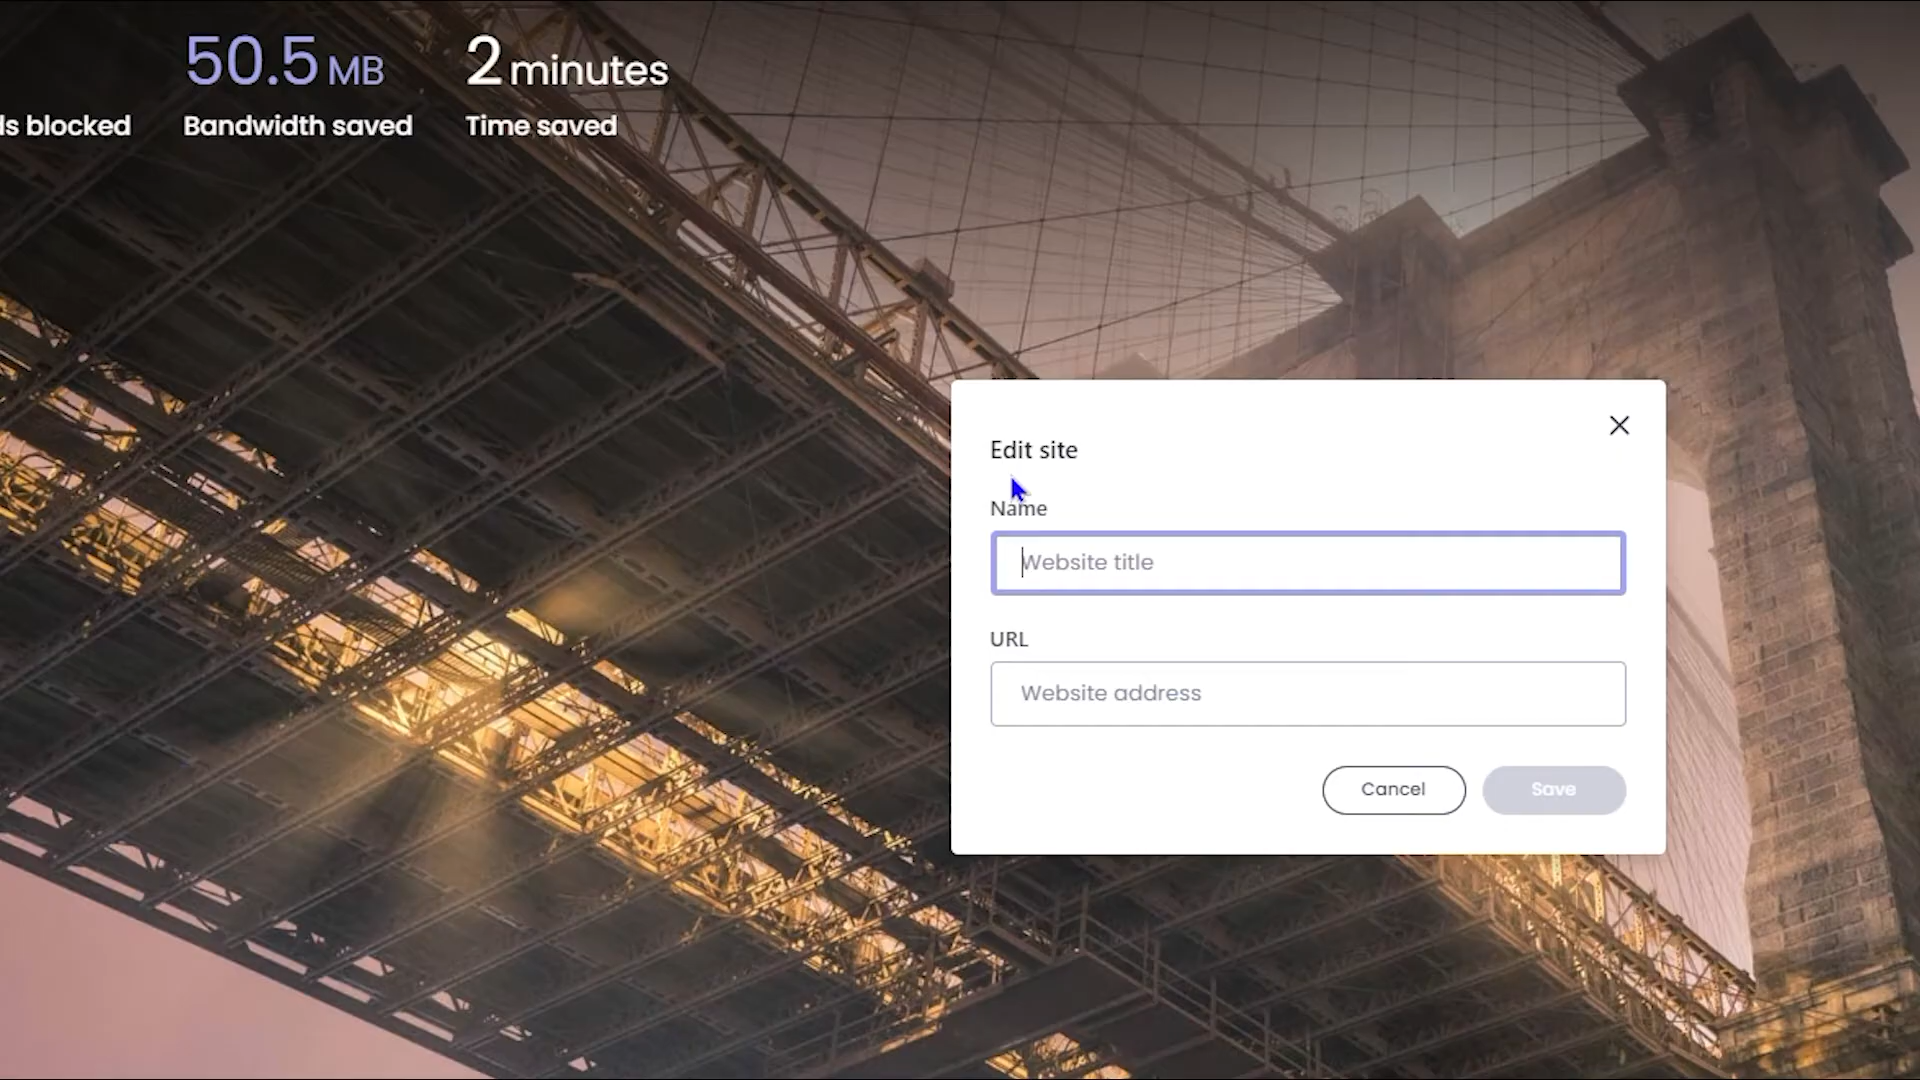 50.5 MB
2 minutes
ds blocked
Bandwidth saved
Time saved
Edit site
Name
Website title
URL
Website address
Cancel
Save